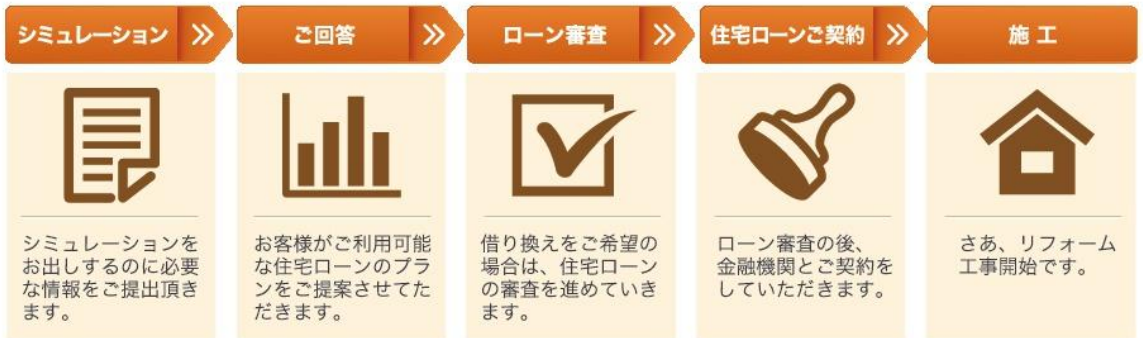 シミュレーション
ご回答
ローン審査
住宅ローンご契約
施工
シミュレーションを
お出しするのに必要
な情報をご提出頂き
ます。
お客様がご利用可能
な住宅ローンのプラ
ンをご提案させてた
だきます。
借り換えをご希望の
場合は、住宅ローン
の審査を進めていき
ます。
ローン審査の後、
金融機関とご契約を
していただきます。
さあ、リフォーム
工事開始です。